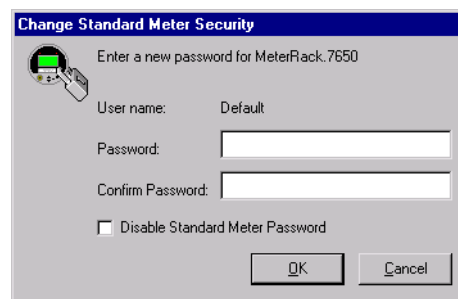 Change Standard Meter Security
Enter a new password for MeterRack.7650
User name: Default
Password:
Confirm Password:
Disable Standard Meter Password
OK Cancel